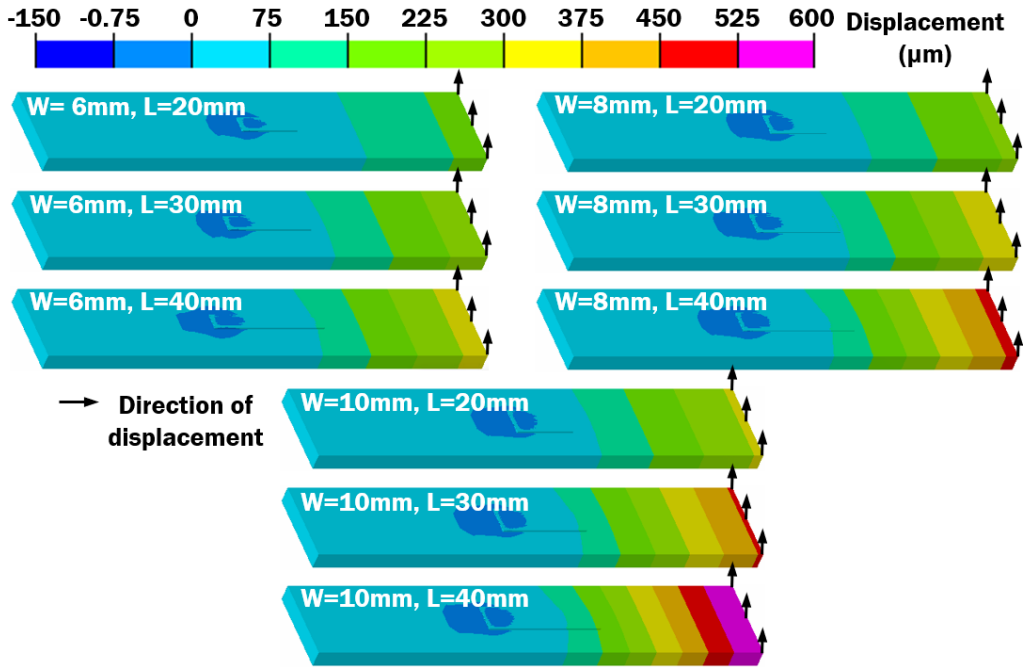 -150 -0.75 0 75 150 225 300 375 450 525 600 Displacement
(μm)
W= 6mm, L=20mm
W=8mm, L=20mm
W=6mm, L=30mm
W=8mm, L=30mm
W=6mm, L=40mm
W=8mm, L=40mm
Direction of
displacement
W=10mm, L=20mm
W=10mm, L=30mm
W=10mm, L=40mm